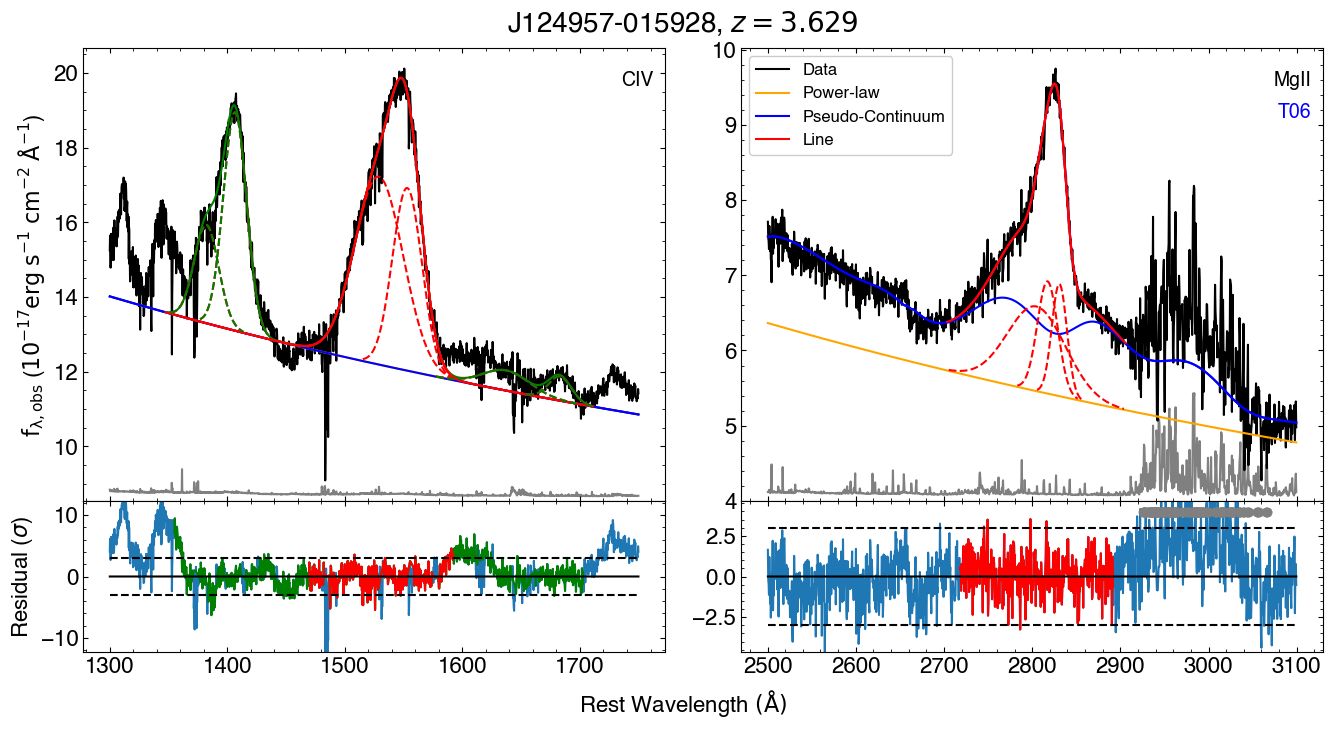 J124957-015928, z = 3.629
CIV
20
18
16
14
12
10
f_λ,obs (10⁻¹⁷erg s⁻¹ cm⁻² Å⁻¹)
10
0
−10
Residual (σ)
1300 1400 1500 1600 1700
Data
Power-law
Pseudo-Continuum
Line
MgII
T06
10
9
8
7
6
5
4
2.5
0.0
−2.5
2500 2600 2700 2800 2900 3000 3100
Rest Wavelength (Å)